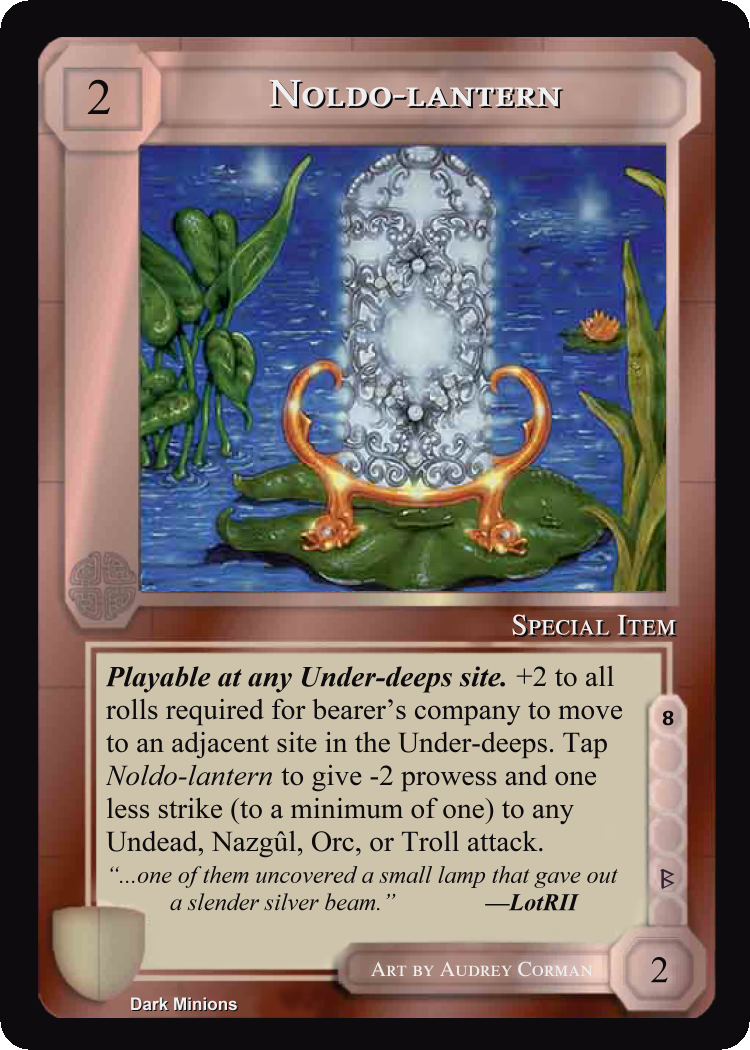 2
Noldo-lantern
Special Item
Playable at any Under-deeps site. +2 to all
rolls required for bearer’s company to move
to an adjacent site in the Under-deeps. Tap
Noldo-lantern to give -2 prowess and one
less strike (to a minimum of one) to any
Undead, Nazgûl, Orc, or Troll attack.
“...one of them uncovered a small lamp that gave out
a slender silver beam.” —LotRII
8
ᛒ
Art by Audrey Corman
2
Dark Minions